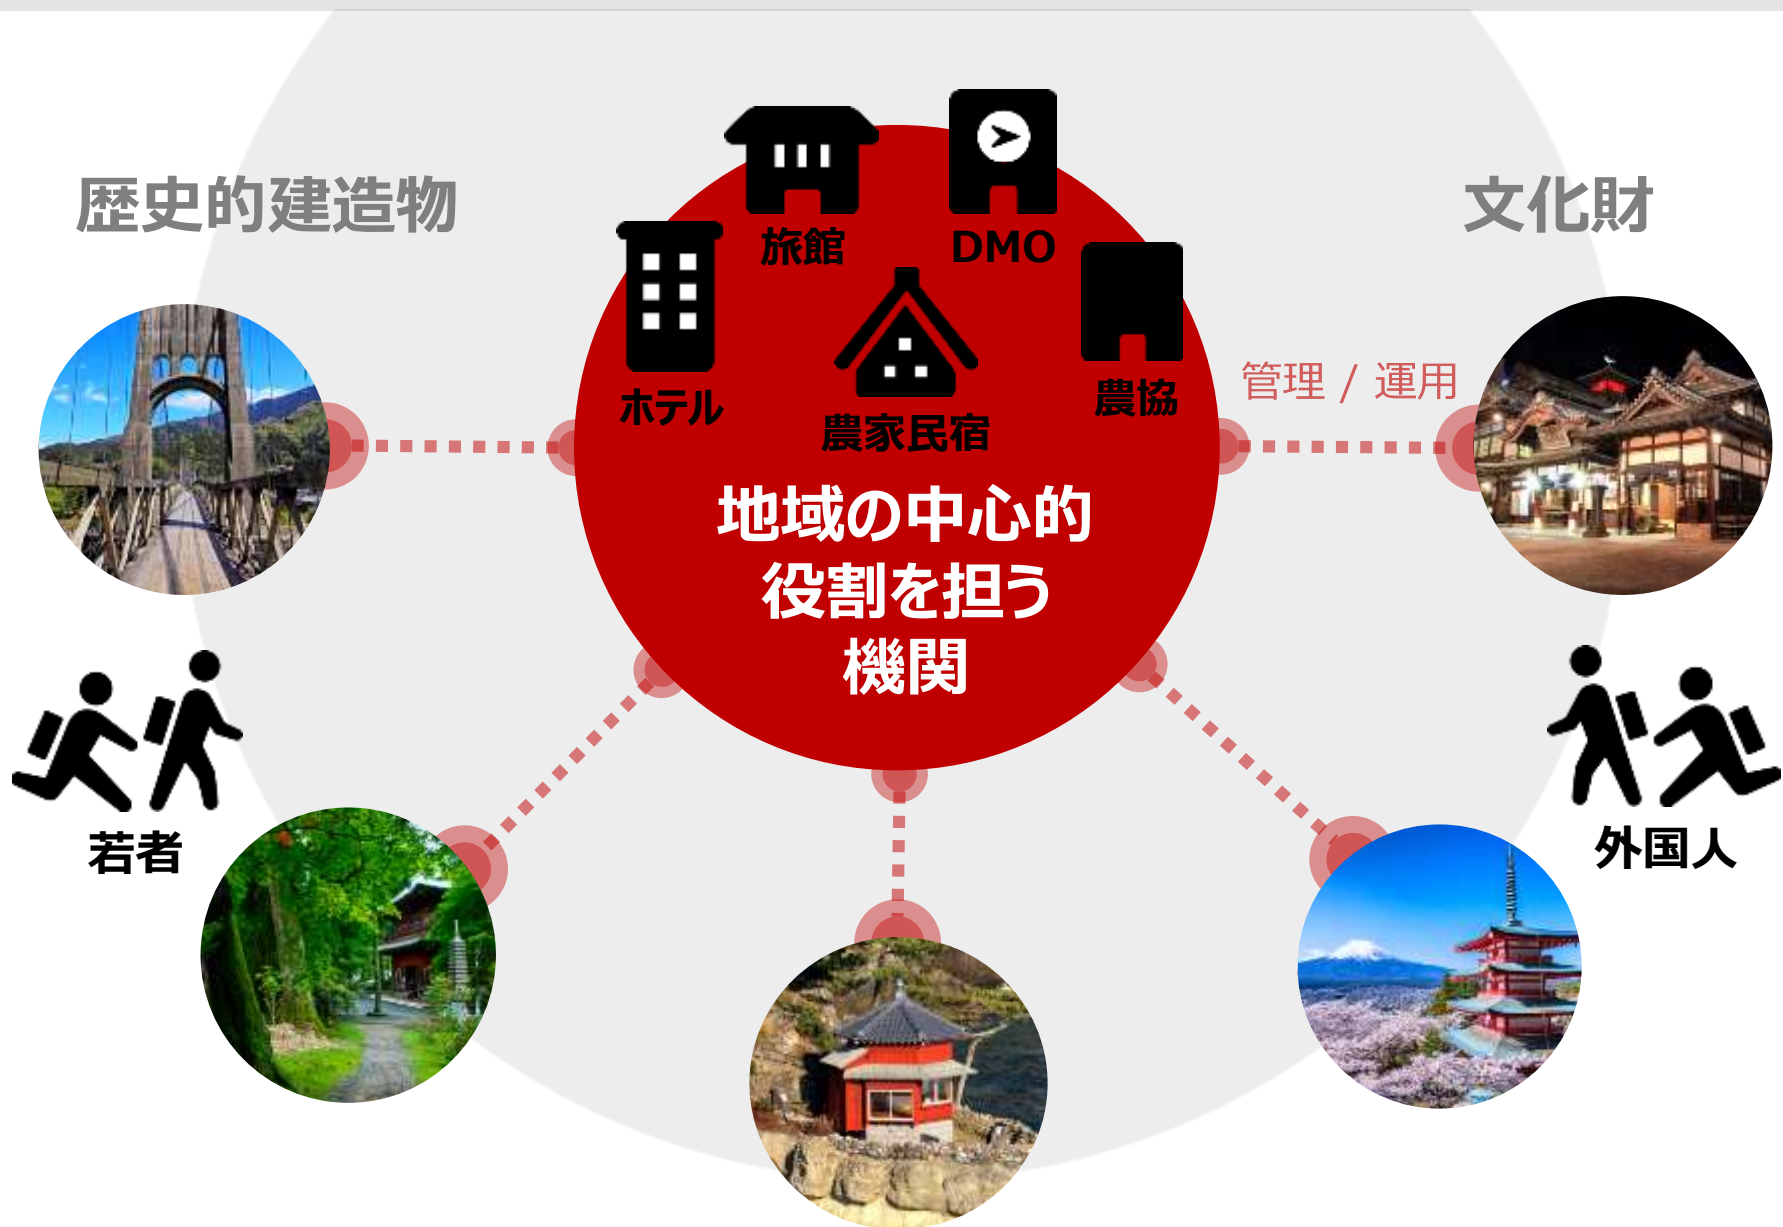 歴史的建造物
文化財
旅館
DMO
ホテル
農家民宿
農協
管理 / 運用
地域の中心的
役割を担う
機関
若者
外国人